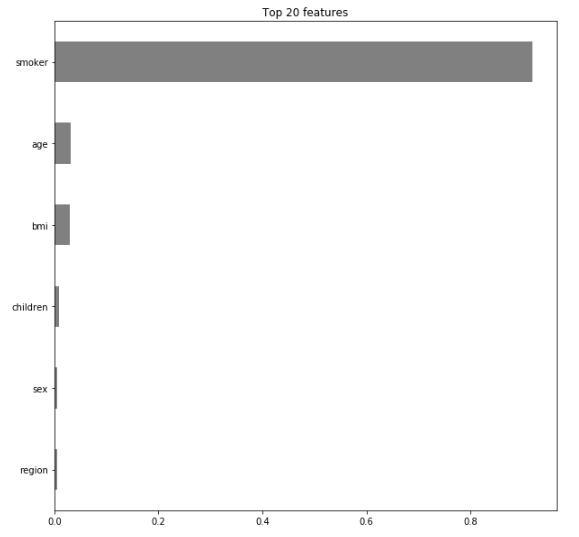 Top 20 features
smoker
age
bmi
children
sex
region
0.0 0.2 0.4 0.6 0.8